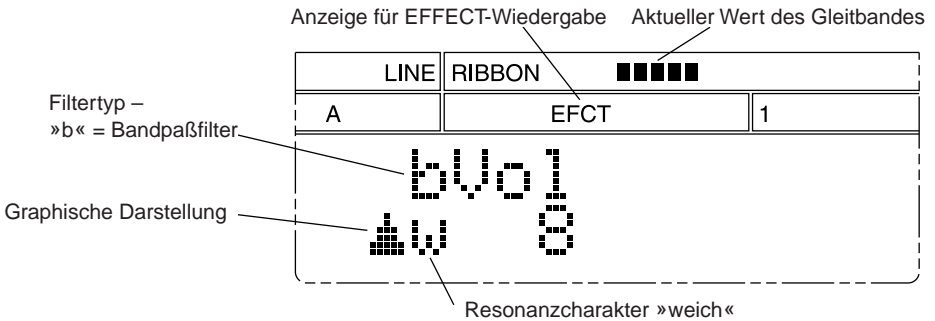 Anzeige für EFFECT-Wiedergabe Aktueller Wert des Gleitbandes
LINE RIBBON
A EFCT 1
Filtertyp –
»b« = Bandpaßfilter
bVol
Graphische Darstellung
w 8
Resonanzcharakter »weich«